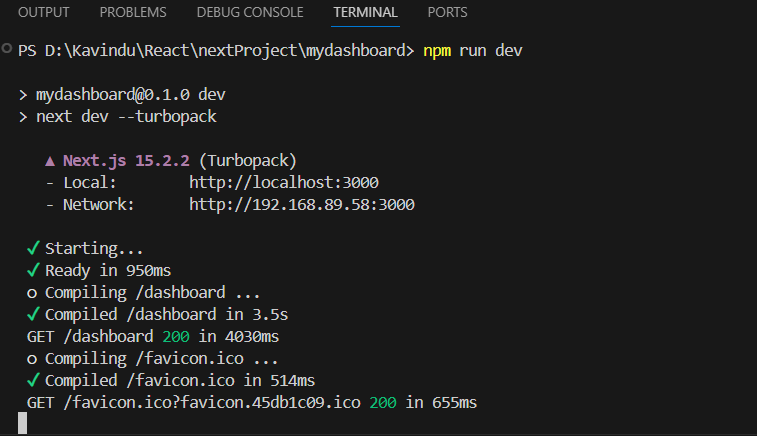 OUTPUT PROBLEMS DEBUG CONSOLE TERMINAL PORTS
PS D:\Kavindu\React\nextProject\mydashboard> npm run dev
> mydashboard@0.1.0 dev
> next dev --turbopack
▲ Next.js 15.2.2 (Turbopack)
- Local: http://localhost:3000
- Network: http://192.168.89.58:3000
✓ Starting...
✓ Ready in 950ms
○ Compiling /dashboard ...
✓ Compiled /dashboard in 3.5s
GET /dashboard 200 in 4030ms
○ Compiling /favicon.ico ...
✓ Compiled /favicon.ico in 514ms
GET /favicon.ico?favicon.45db1c09.ico 200 in 655ms